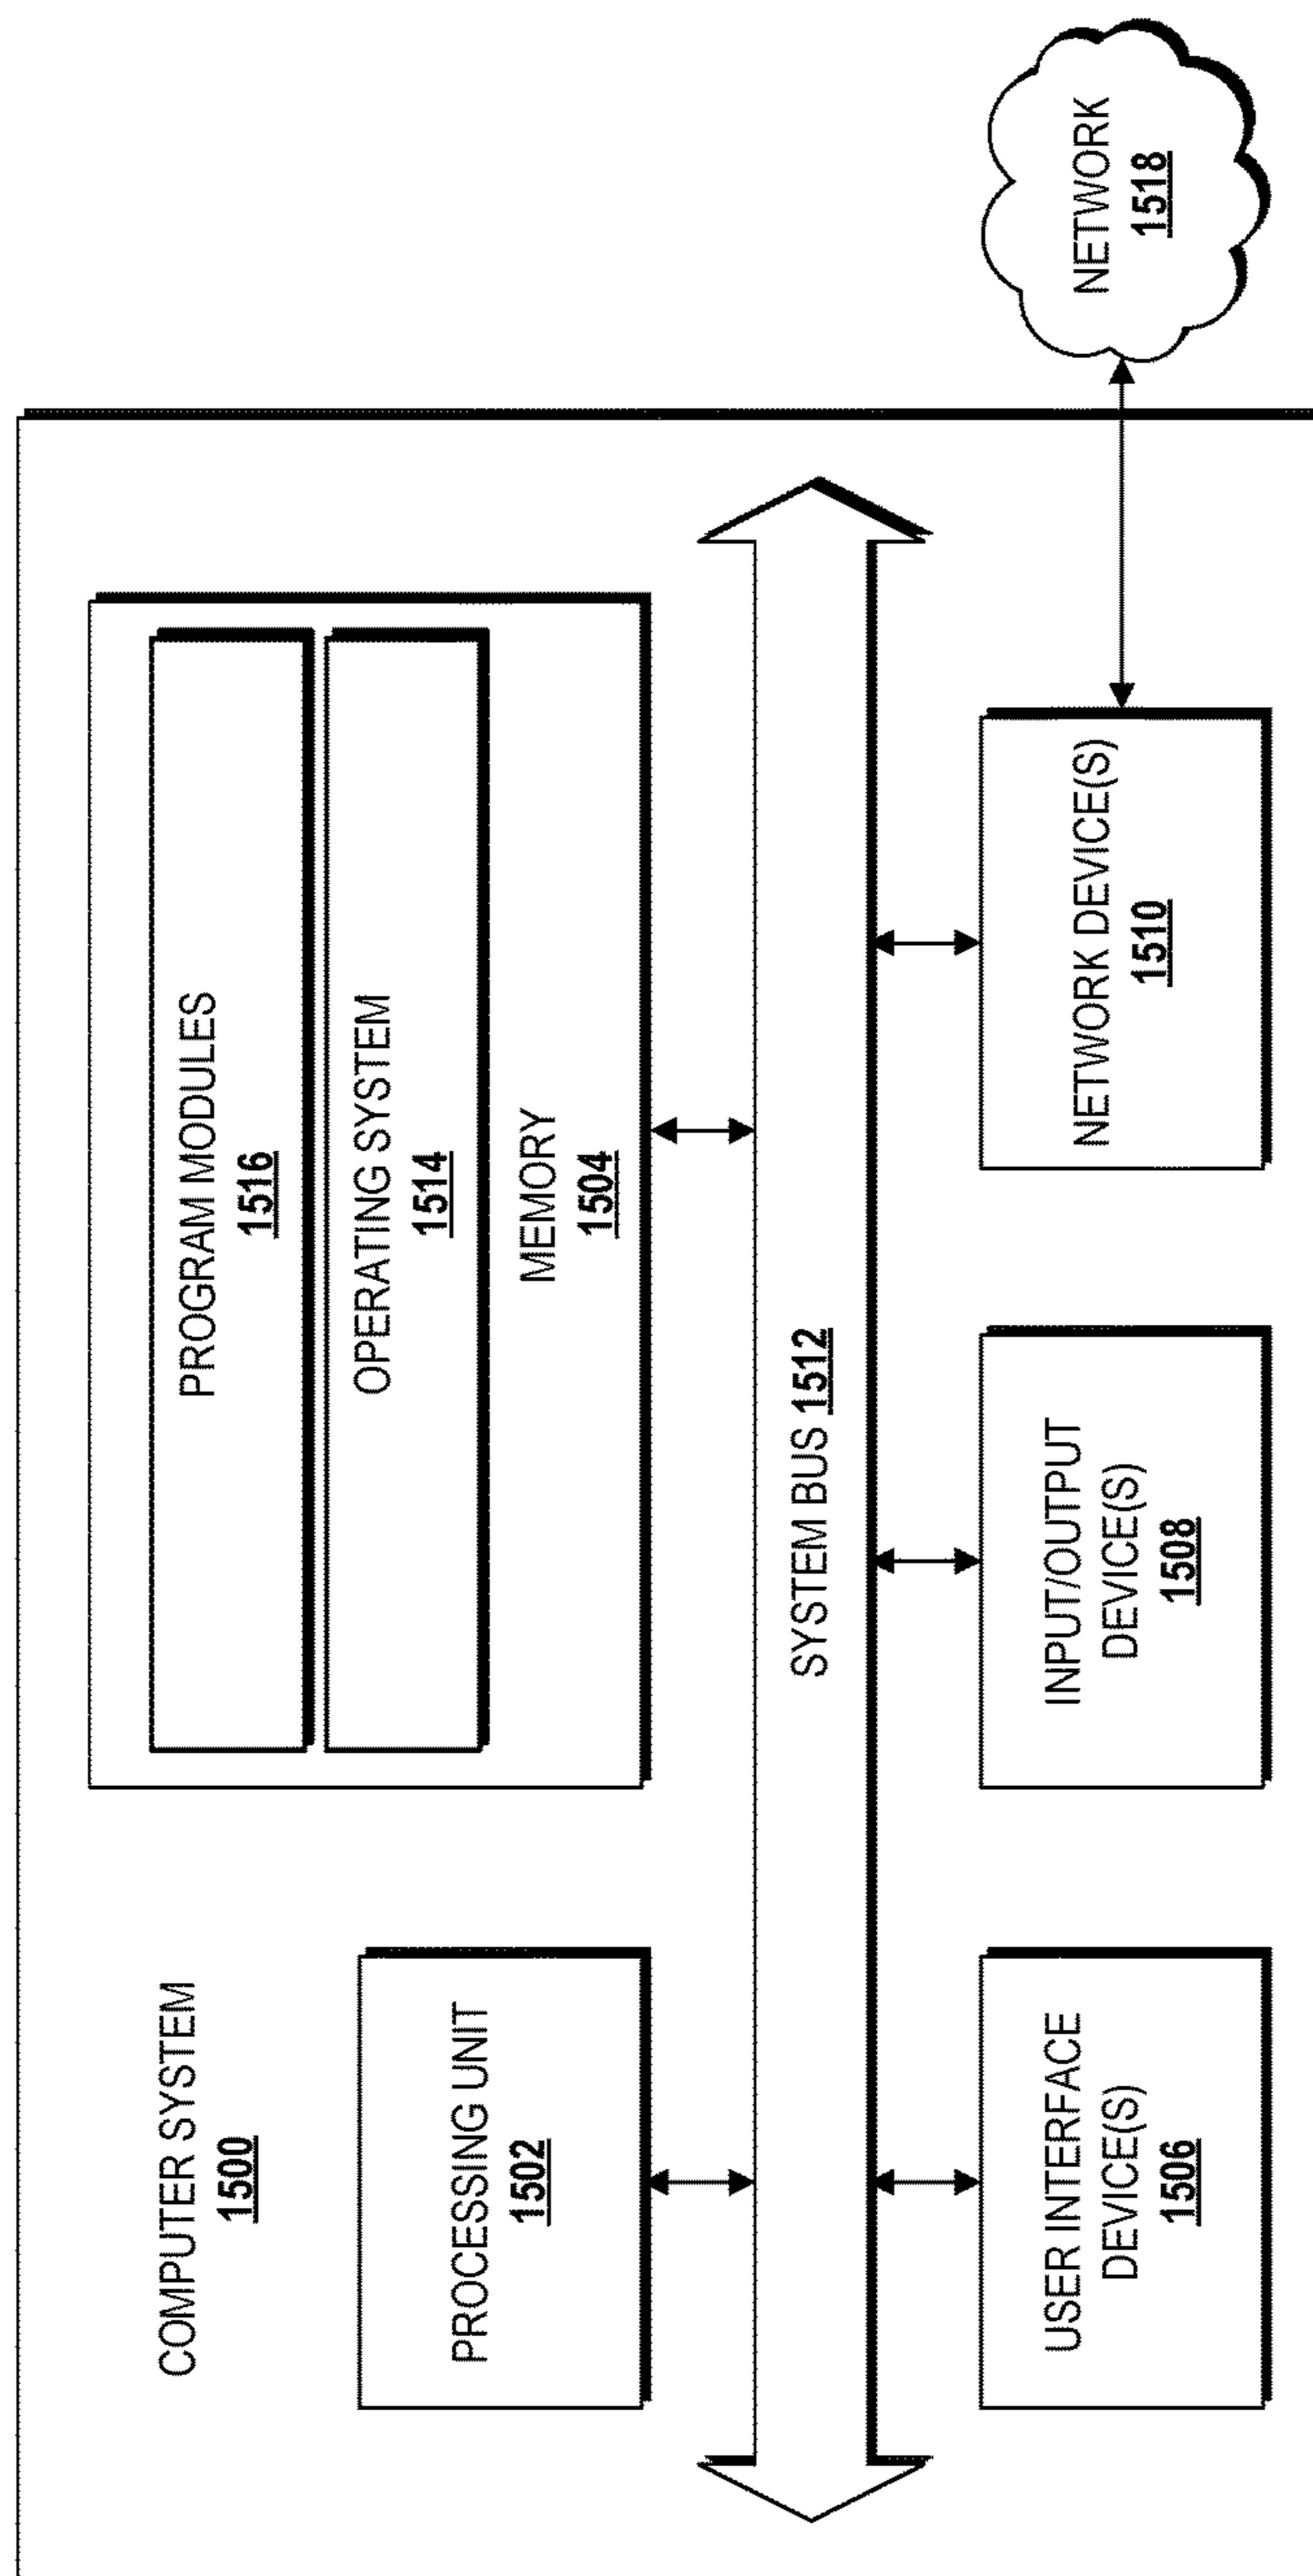 COMPUTER SYSTEM
1500
PROCESSING UNIT
1502
PROGRAM MODULES
1516
OPERATING SYSTEM
1514
MEMORY
1504
SYSTEM BUS 1512
USER INTERFACE
DEVICE(S)
1506
INPUT/OUTPUT
DEVICE(S)
1508
NETWORK DEVICE(S)
1510
NETWORK
1518